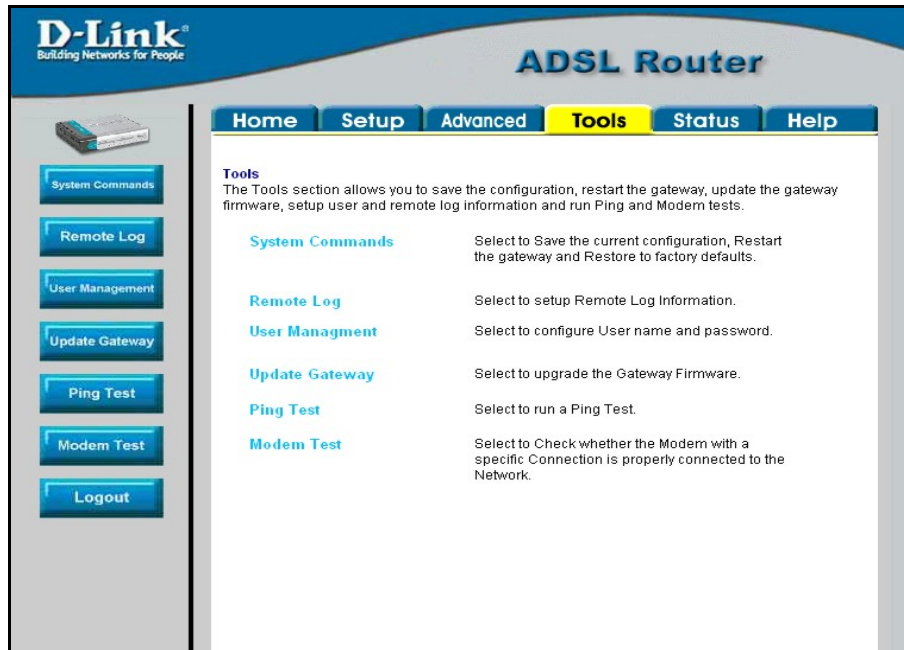 D-Link®
Building Networks for People
ADSL Router
Home Setup Advanced Tools Status Help
System Commands
Remote Log
User Management
Update Gateway
Ping Test
Modem Test
Logout
Tools
The Tools section allows you to save the configuration, restart the gateway, update the gateway
firmware, setup user and remote log information and run Ping and Modem tests.
System Commands Select to Save the current configuration, Restart
the gateway and Restore to factory defaults.
Remote Log Select to setup Remote Log Information.
User Managment Select to configure User name and password.
Update Gateway Select to upgrade the Gateway Firmware.
Ping Test Select to run a Ping Test.
Modem Test Select to Check whether the Modem with a
specific Connection is properly connected to the
Network.